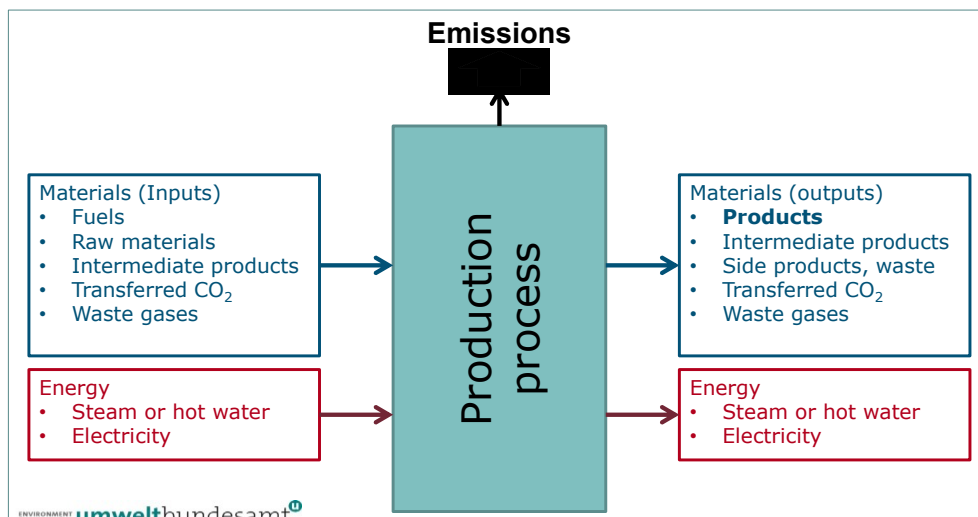 Emissions
Materials (Inputs)
• Fuels
• Raw materials
• Intermediate products
• Transferred CO₂
• Waste gases
Energy
• Steam or hot water
• Electricity
Production
process
Materials (outputs)
• Products
• Intermediate products
• Side products, waste
• Transferred CO₂
• Waste gases
Energy
• Steam or hot water
• Electricity
ENVIRONMENT umweltbundesamt u